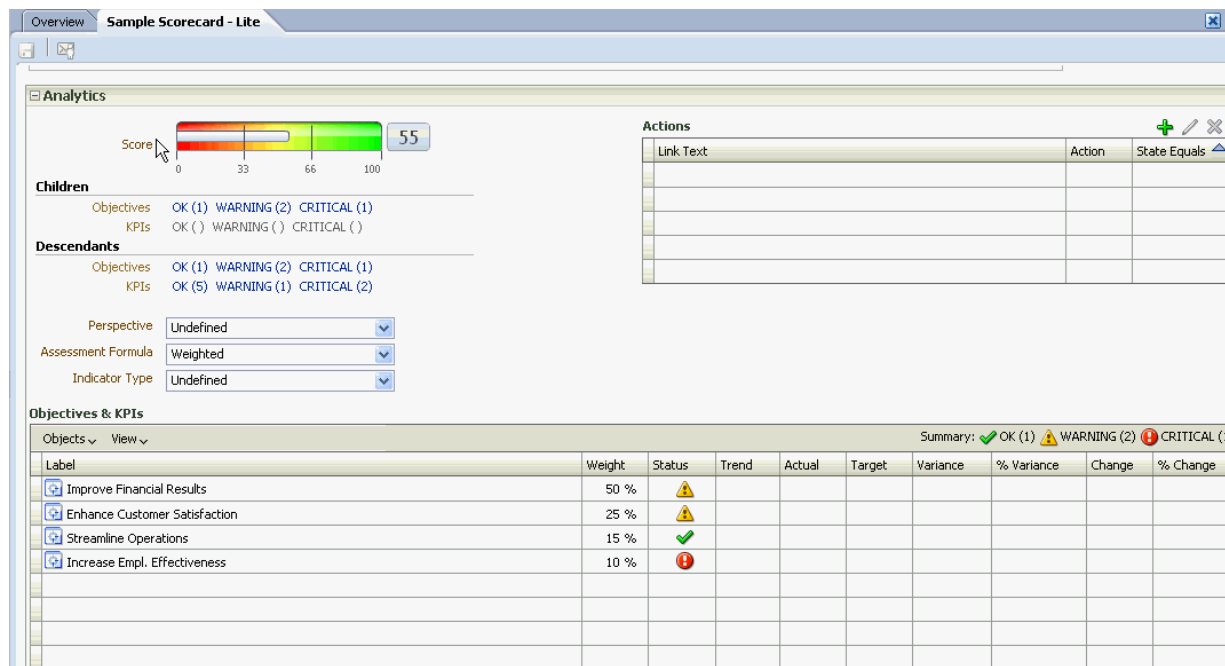 Overview Sample Scorecard - Lite
Analytics
Score 55
0 33 66 100
Children
Objectives OK (1) WARNING (2) CRITICAL (1)
KPIs OK ( ) WARNING ( ) CRITICAL ( )
Descendants
Objectives OK (1) WARNING (2) CRITICAL (1)
KPIs OK (5) WARNING (1) CRITICAL (2)
Perspective Undefined
Assessment Formula Weighted
Indicator Type Undefined
Actions
Link Text Action State Equals
Objectives & KPIs
Objects View Summary: OK (1) WARNING (2) CRITICAL (
Label Weight Status Trend Actual Target Variance % Variance Change % Change
Improve Financial Results 50 %
Enhance Customer Satisfaction 25 %
Streamline Operations 15 %
Increase Empl. Effectiveness 10 %